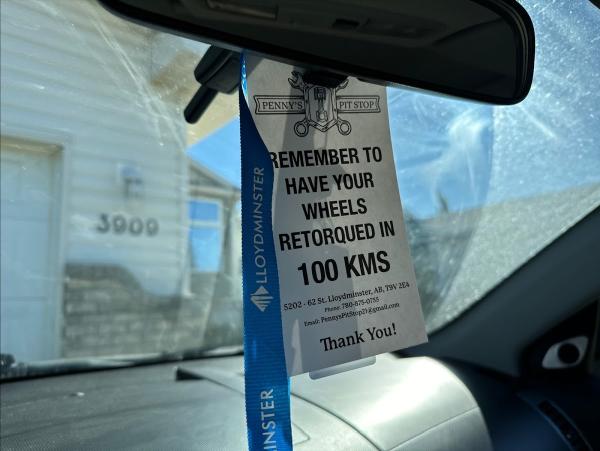 PENNY'S PIT STOP
REMEMBER TO
HAVE YOUR
WHEELS
RETORQUED IN
100 KMS
5202 - 62 St. Lloydminster, AB, T9V 2E4
Phone: 780-875-0755
Email: PennysPitStop21@gmail.com
Thank You!
LLOYDMINSTER
INSTER
3909